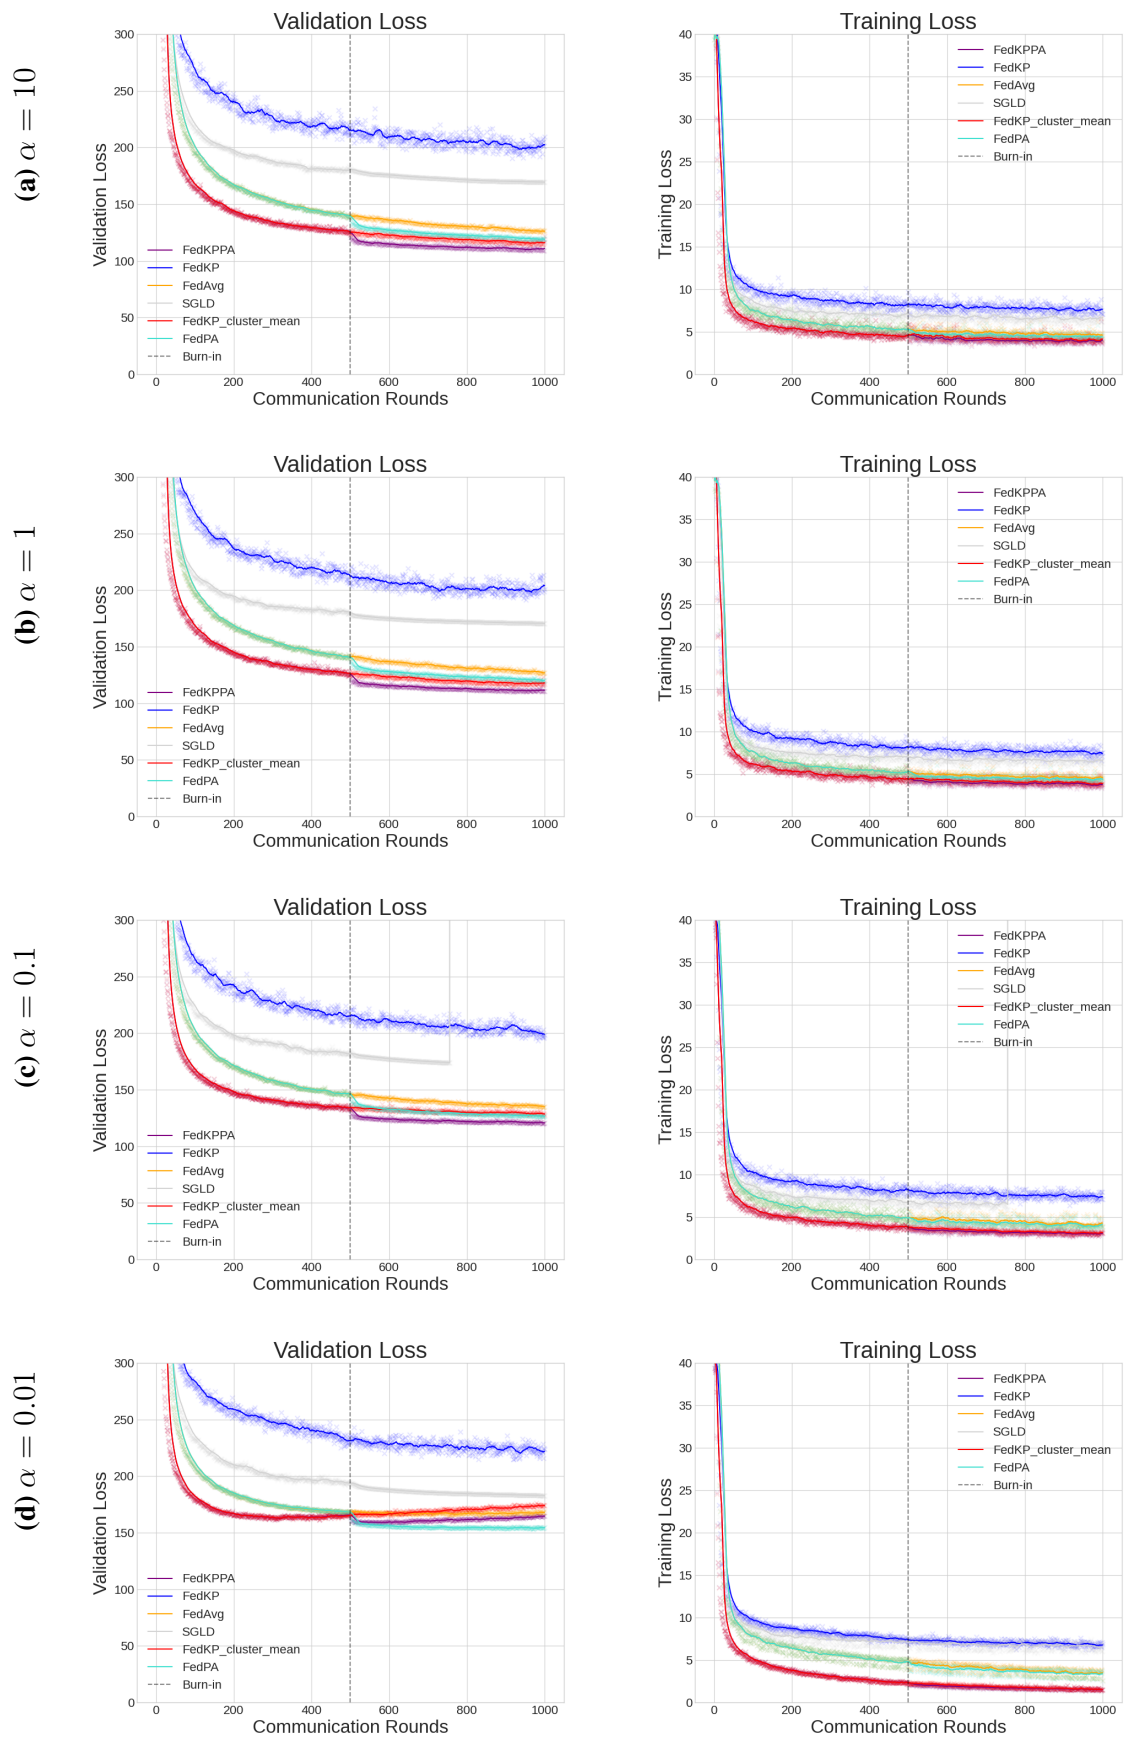 (a) α = 10
Validation Loss
Validation Loss
300
250
200
150
100
50
0
FedKPPA
FedKP
FedAvg
SGLD
FedKP_cluster_mean
FedPA
Burn-in
0 200 400 600 800 1000
Communication Rounds
Training Loss
Training Loss
40
35
30
25
20
15
10
5
0
FedKPPA
FedKP
FedAvg
SGLD
FedKP_cluster_mean
FedPA
Burn-in
0 200 400 600 800 1000
Communication Rounds
(b) α = 1
Validation Loss
Validation Loss
300
250
200
150
100
50
0
FedKPPA
FedKP
FedAvg
SGLD
FedKP_cluster_mean
FedPA
Burn-in
0 200 400 600 800 1000
Communication Rounds
Training Loss
Training Loss
40
35
30
25
20
15
10
5
0
FedKPPA
FedKP
FedAvg
SGLD
FedKP_cluster_mean
FedPA
Burn-in
0 200 400 600 800 1000
Communication Rounds
(c) α = 0.1
Validation Loss
Validation Loss
300
250
200
150
100
50
0
FedKPPA
FedKP
FedAvg
SGLD
FedKP_cluster_mean
FedPA
Burn-in
0 200 400 600 800 1000
Communication Rounds
Training Loss
Training Loss
40
35
30
25
20
15
10
5
0
FedKPPA
FedKP
FedAvg
SGLD
FedKP_cluster_mean
FedPA
Burn-in
0 200 400 600 800 1000
Communication Rounds
(d) α = 0.01
Validation Loss
Validation Loss
300
250
200
150
100
50
0
FedKPPA
FedKP
FedAvg
SGLD
FedKP_cluster_mean
FedPA
Burn-in
0 200 400 600 800 1000
Communication Rounds
Training Loss
Training Loss
40
35
30
25
20
15
10
5
0
FedKPPA
FedKP
FedAvg
SGLD
FedKP_cluster_mean
FedPA
Burn-in
0 200 400 600 800 1000
Communication Rounds